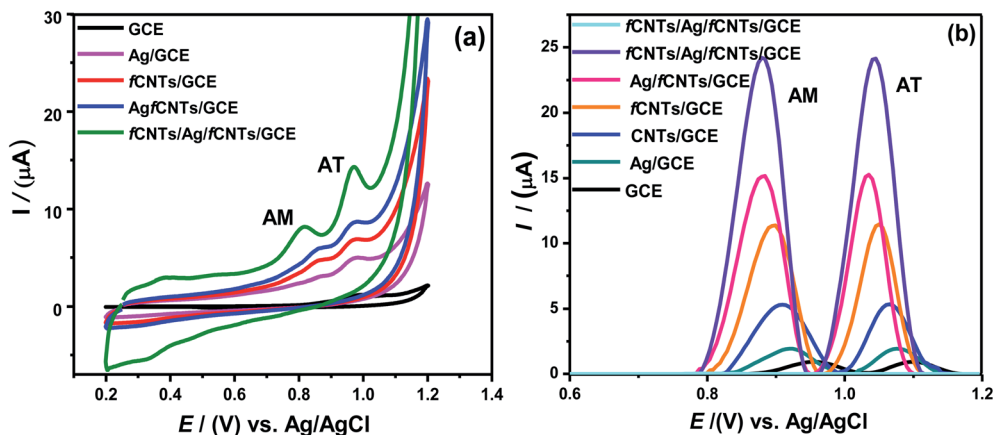 (a)
GCE
Ag/GCE
fCNTs/GCE
AgfCNTs/GCE
fCNTs/Ag/fCNTs/GCE
AM
AT
I / (µA)
30
20
10
0
0.2 0.4 0.6 0.8 1.0 1.2 1.4
E / (V) vs. Ag/AgCl
(b)
fCNTs/Ag/fCNTs/GCE
fCNTs/Ag/fCNTs/GCE
Ag/fCNTs/GCE
fCNTs/GCE
CNTs/GCE
Ag/GCE
GCE
AM
AT
I / (µA)
25
20
15
10
5
0
0.6 0.8 1.0 1.2
E / (V) vs. Ag/AgCl